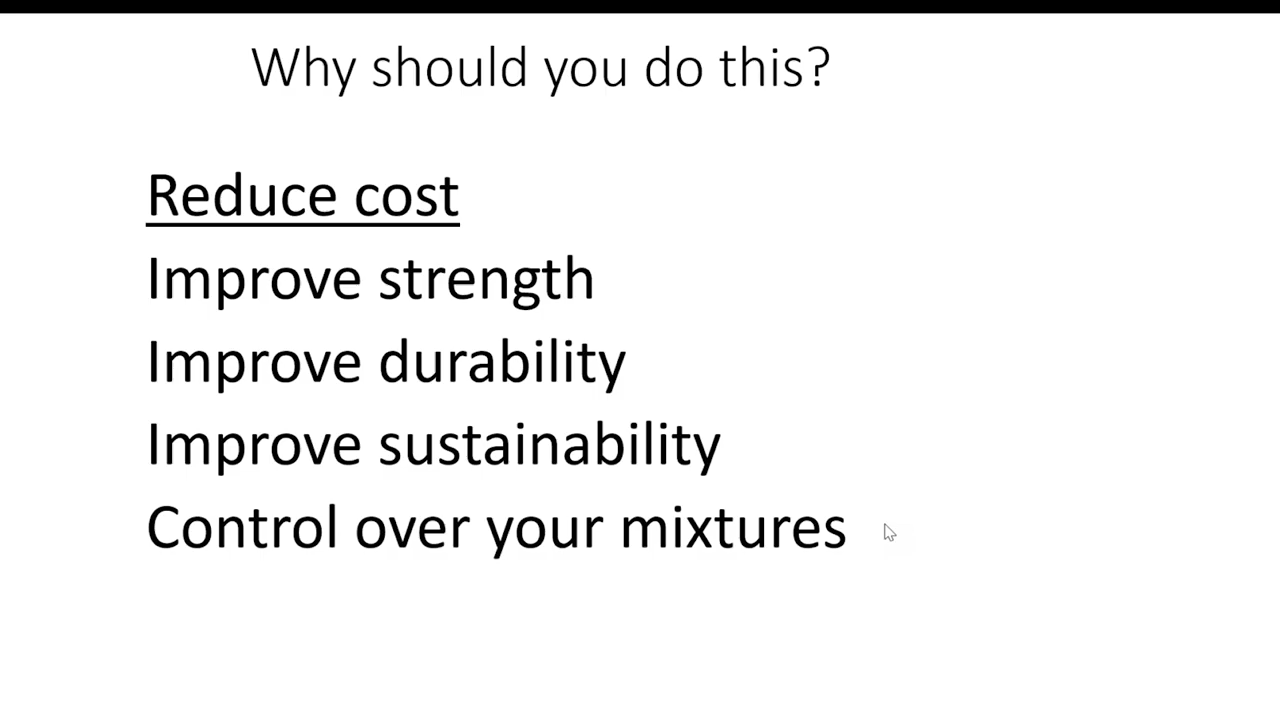 Why should you do this?
Reduce cost
Improve strength
Improve durability
Improve sustainability
Control over your mixtures